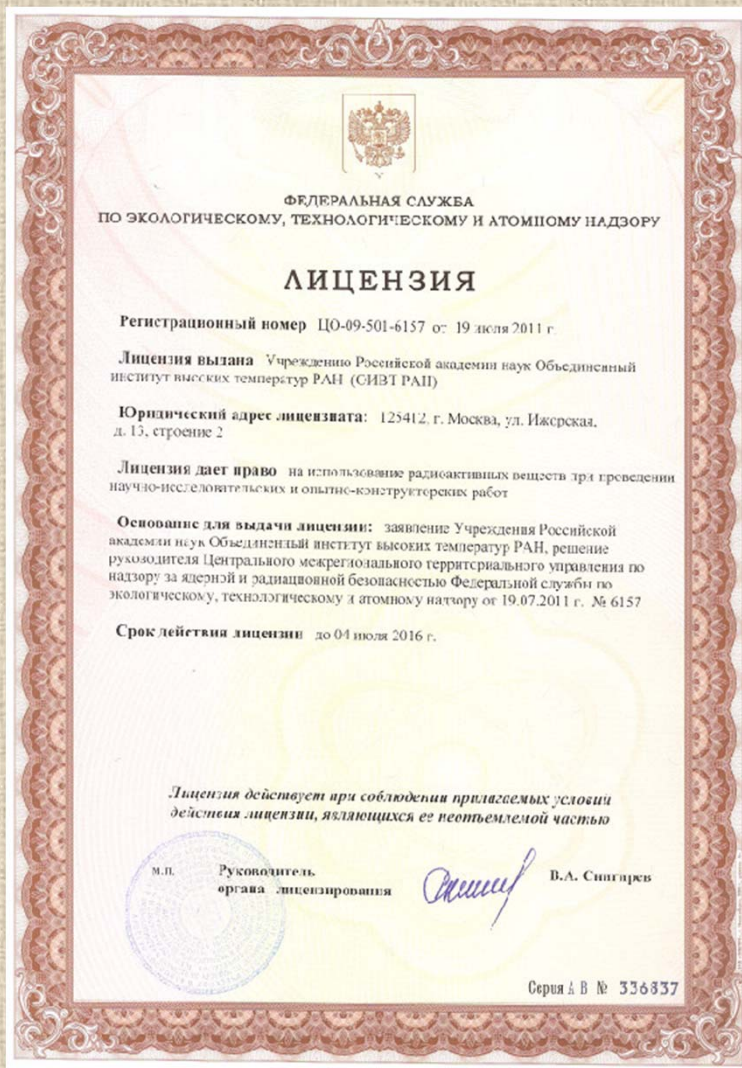 ФЕДЕРАЛЬНАЯ СЛУЖБА
ПО ЭКОЛОГИЧЕСКОМУ, ТЕХНОЛОГИЧЕСКОМУ И АТОМНОМУ НАДЗОРУ
ЛИЦЕНЗИЯ
Регистрационный номер ЦО-09-501-6157 от 19 июля 2011 г.
Лицензия выдана Учреждению Российской академии наук Объединенный
институт высоких температур РАН (ОИВТ РАН)
Юридический адрес лицензиата: 125412, г. Москва, ул. Ижорская,
д. 13, строение 2
Лицензия дает право на использование радиоактивных веществ при проведении
научно-исследовательских и опытно-конструкторских работ
Основание для выдачи лицензии: заявление Учреждения Российской
академии наук Объединенный институт высоких температур РАН, решение
руководителя Центрального межрегионального территориального управления по
надзору за ядерной и радиационной безопасностью Федеральной службы по
экологическому, технологическому и атомному надзору от 19.07.2011 г. № 6157
Срок действия лицензии до 04 июля 2016 г.
Лицензия действует при соблюдении прилагаемых условий
действия лицензии, являющихся ее неотъемлемой частью
М.П. Руководитель
органа лицензирования
В.А. Снигирев
Серия А В № 336837